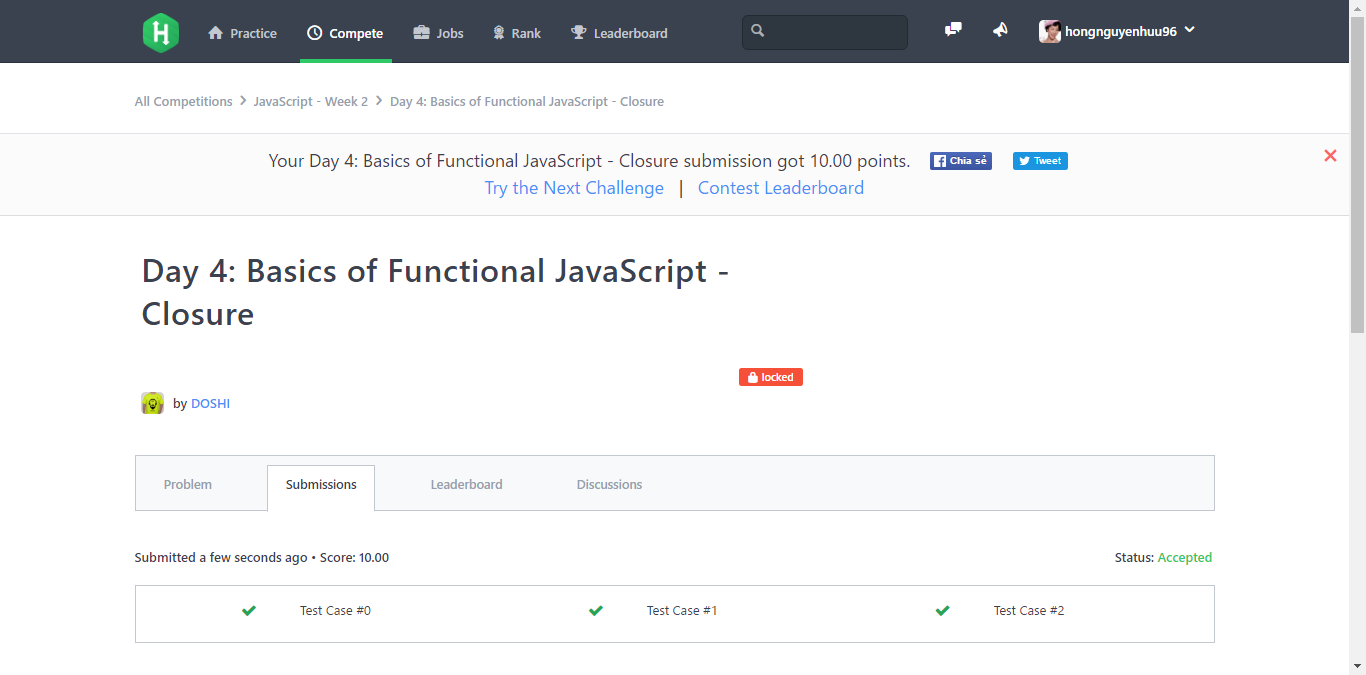 H Practice Compete Jobs Rank Leaderboard hongnguyenhuu96
All Competitions > JavaScript - Week 2 > Day 4: Basics of Functional JavaScript - Closure
Your Day 4: Basics of Functional JavaScript - Closure submission got 10.00 points. Chia sẻ Tweet
Try the Next Challenge | Contest Leaderboard
Day 4: Basics of Functional JavaScript -
Closure
locked
by DOSHI
Problem Submissions Leaderboard Discussions
Submitted a few seconds ago • Score: 10.00 Status: Accepted
Test Case #0 Test Case #1 Test Case #2